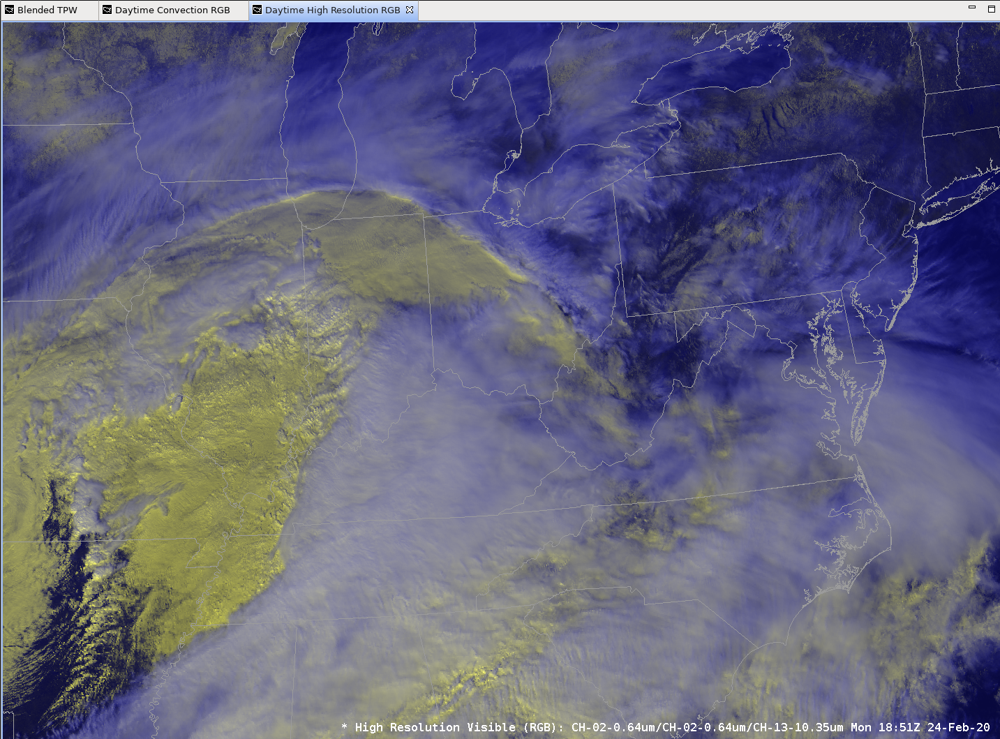 Blended TPW
Daytime Convection RGB
Daytime High Resolution RGB
* High Resolution Visible (RGB): CH-02-0.64um/CH-02-0.64um/CH-13-10.35um Mon 18:51Z 24-Feb-20